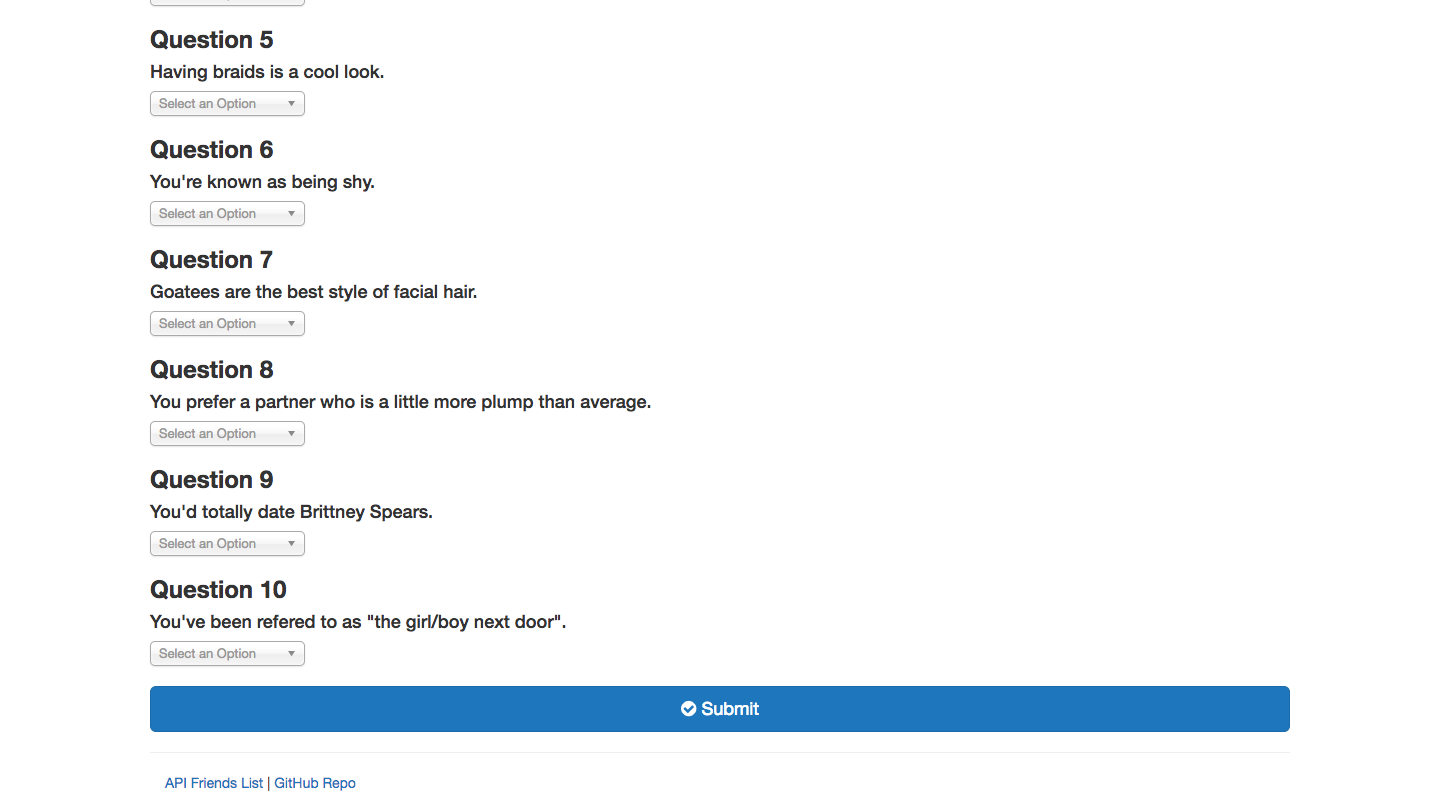 Question 5
Having braids is a cool look.
Select an Option
Question 6
You're known as being shy.
Select an Option
Question 7
Goatees are the best style of facial hair.
Select an Option
Question 8
You prefer a partner who is a little more plump than average.
Select an Option
Question 9
You'd totally date Brittney Spears.
Select an Option
Question 10
You've been refered to as "the girl/boy next door".
Select an Option
Submit
API Friends List | GitHub Repo